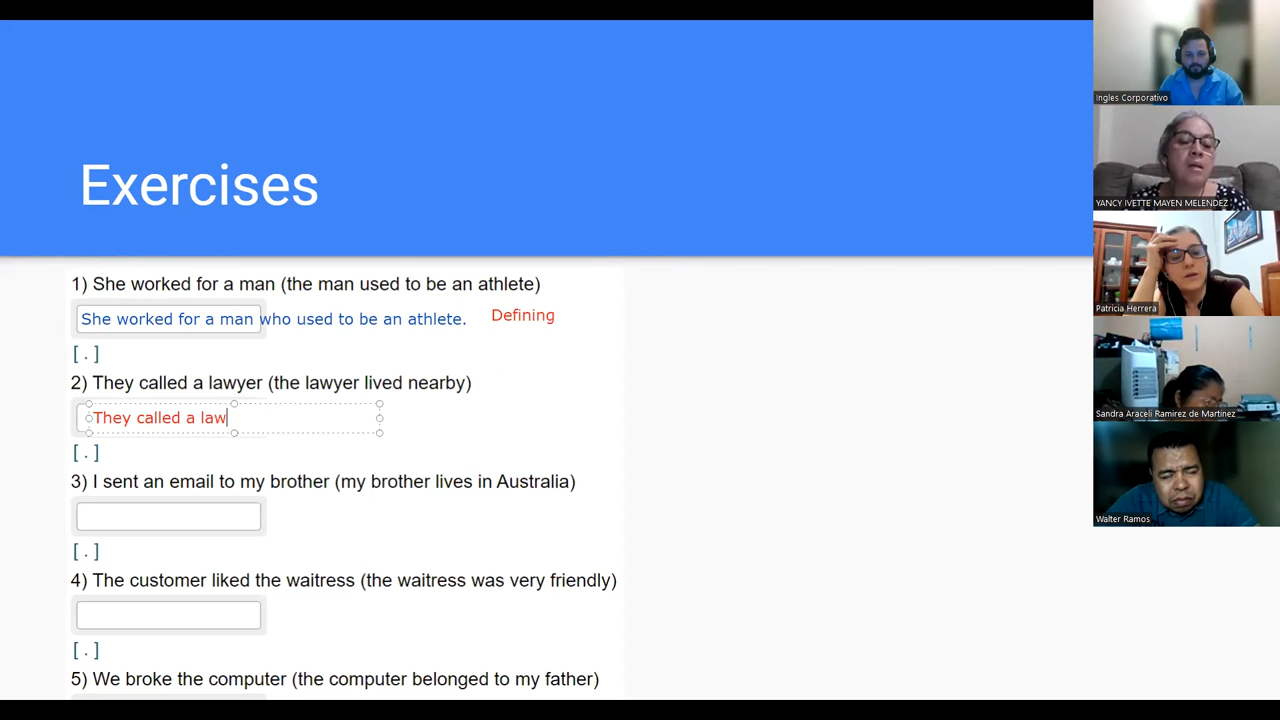 Exercises
1) She worked for a man (the man used to be an athlete)
She worked for a man who used to be an athlete. Defining
[ . ]
2) They called a lawyer (the lawyer lived nearby)
They called a law
[ . ]
3) I sent an email to my brother (my brother lives in Australia)
[ . ]
4) The customer liked the waitress (the waitress was very friendly)
[ . ]
5) We broke the computer (the computer belonged to my father)
Ingles Corporativo
YANCY IVETTE MAYEN MELENDEZ
Patricia Herrera
Sandra Araceli Ramirez de Martinez
Walter Ramos